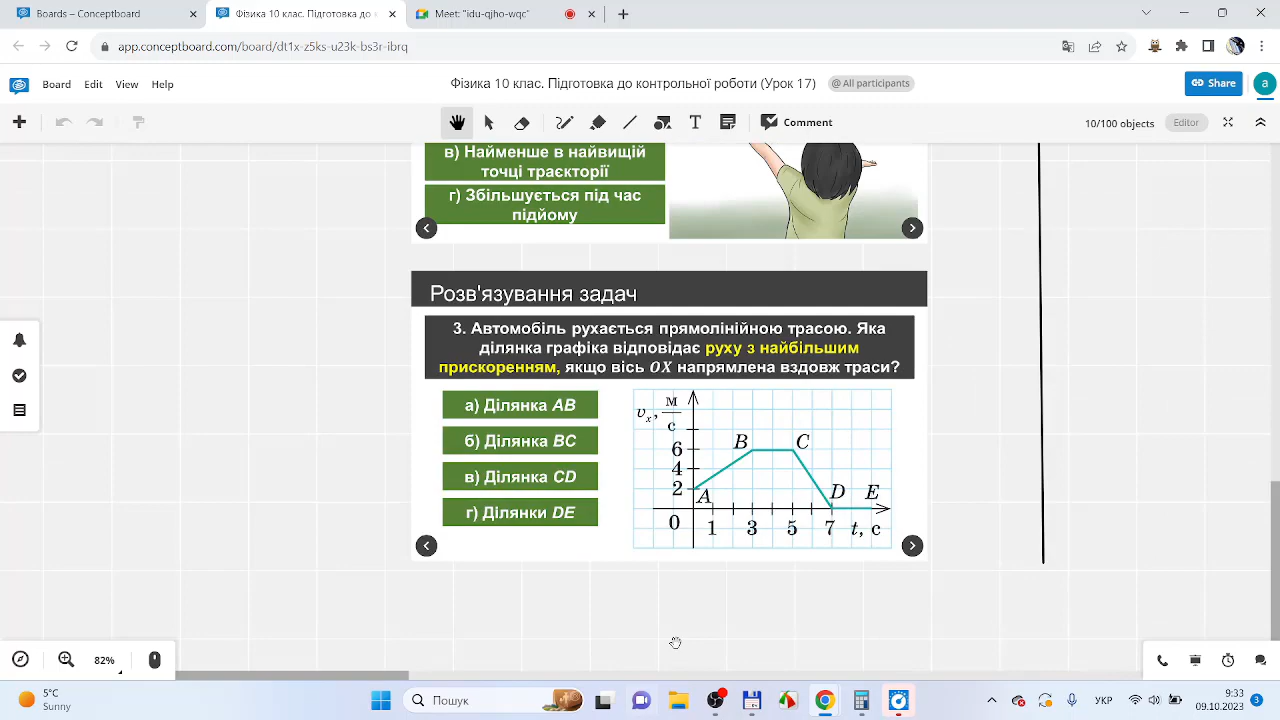 Boards – Conceptboard
Фізика 10 клас. Підготовка до
Meet: "idu-qjho-wqc"
app.conceptboard.com/board/dt1x-z5ks-u23k-bs3r-ibrq
Board Edit View Help
Фізика 10 клас. Підготовка до контрольної роботи (Урок 17)
@ All participants
Share
a
Comment
10/100 objects
Editor
в) Найменше в найвищій
точці траєкторії
г) Збільшується під час
підйому
Розв'язування задач
3. Автомобіль рухається прямолінійною трасою. Яка
ділянка графіка відповідає руху з найбільшим
прискоренням, якщо вісь OX напрямлена вздовж траси?
а) Ділянка AB
б) Ділянка BC
в) Ділянка CD
г) Ділянки DE
υx, м/с
6
4
2
0
1 3 5 7 t, с
A
B
C
D
E
82%
5°C
Sunny
Пошук
УКР
9:33
09.10.2023
3